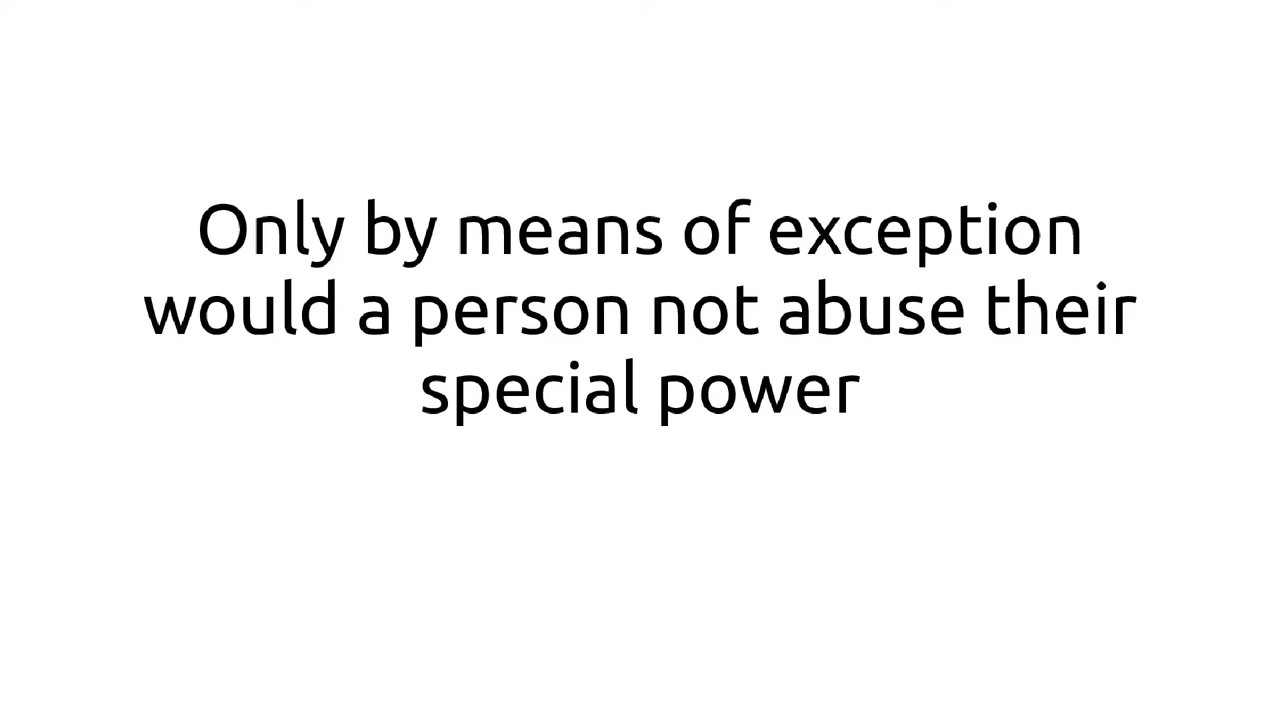 Only by means of exception
would a person not abuse their
special power